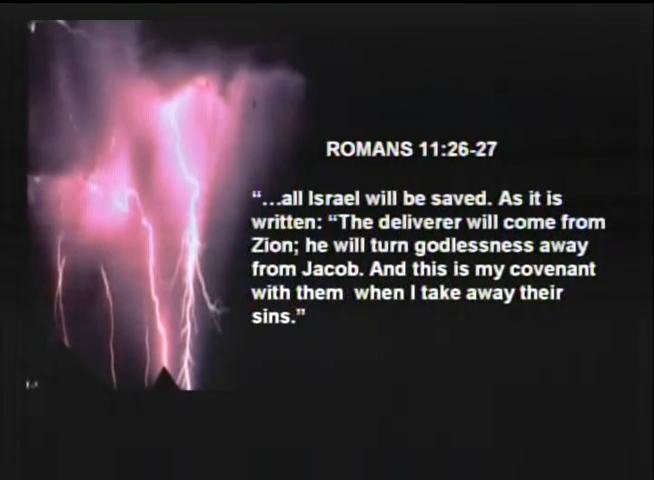 ROMANS 11:26-27
“...all Israel will be saved. As it is
written: “The deliverer will come from
Zion; he will turn godlessness away
from Jacob. And this is my covenant
with them  when I take away their
sins.”